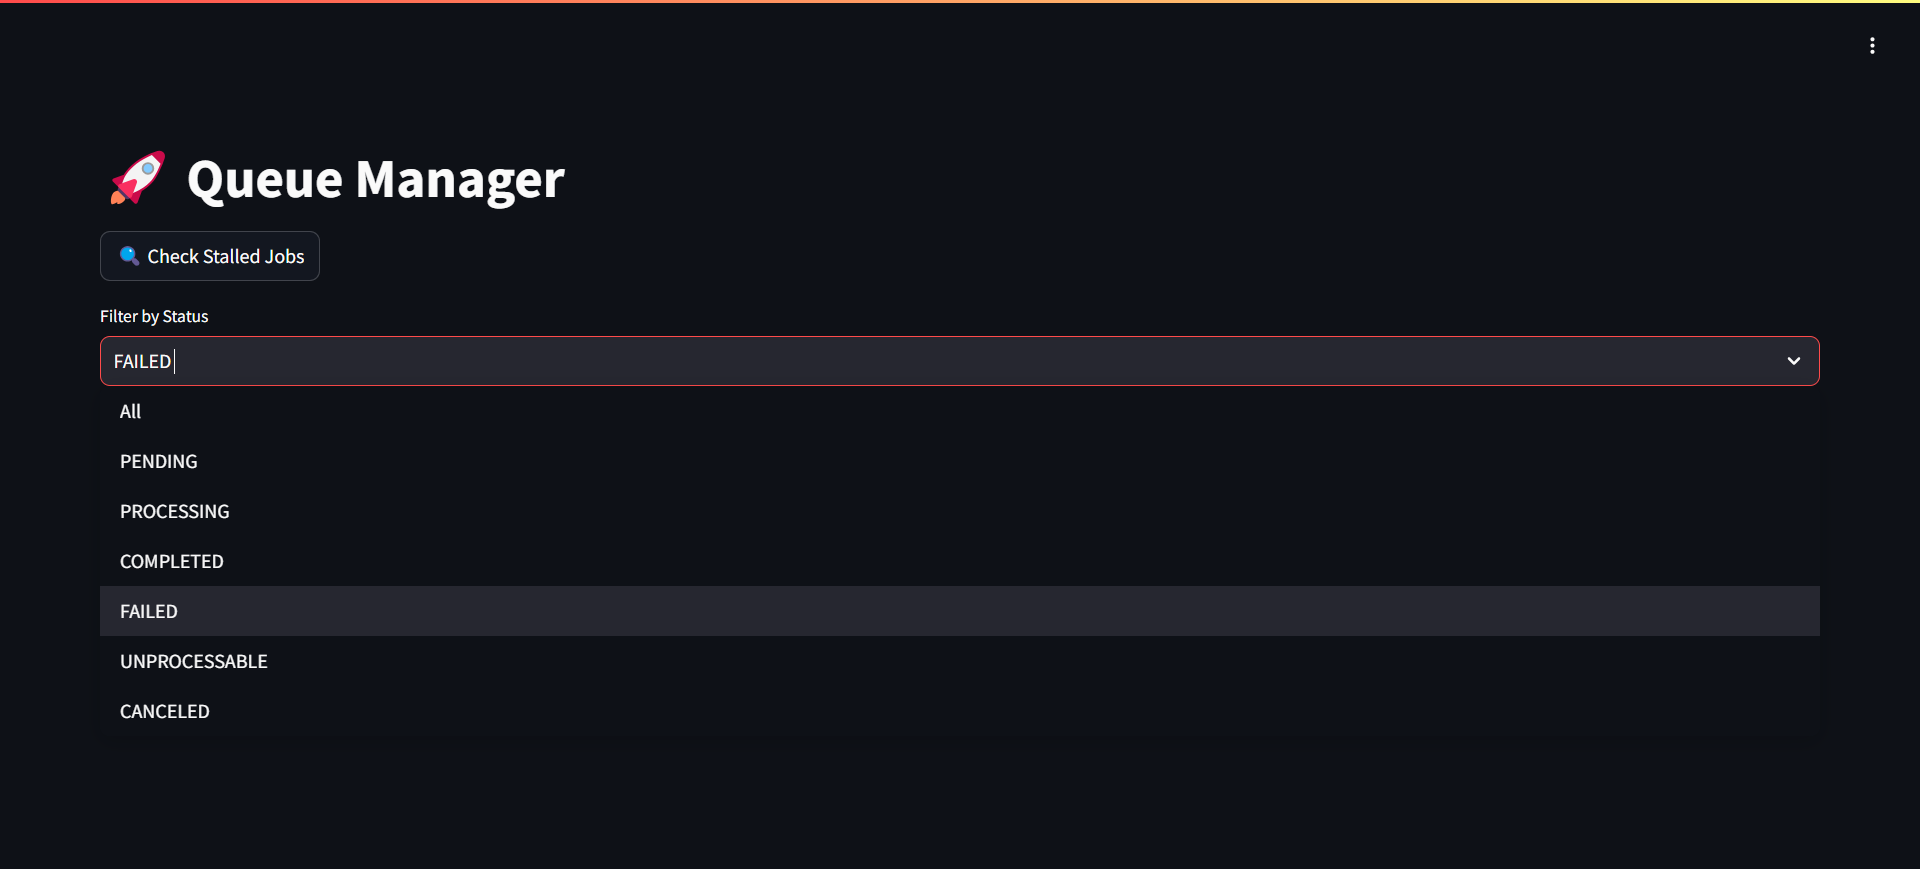 Queue Manager
Check Stalled Jobs
Filter by Status
FAILED
All
PENDING
PROCESSING
COMPLETED
FAILED
UNPROCESSABLE
CANCELED